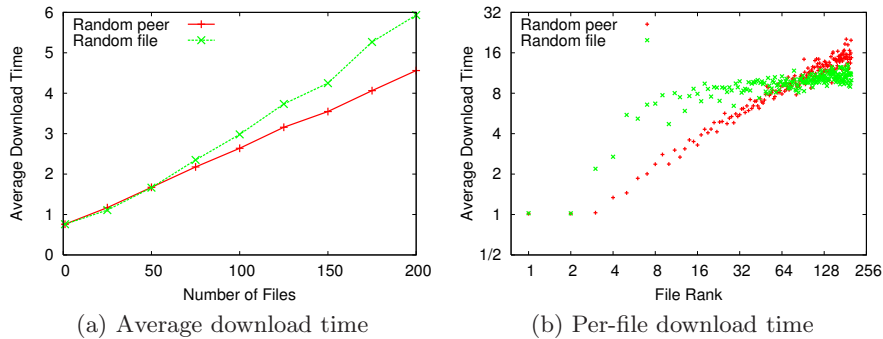 Random peer
Random file
Average Download Time
6
5
4
3
2
1
0
0
50
100
150
200
Number of Files
(a) Average download time
Random peer
Random file
Average Download Time
32
16
8
4
2
1
1/2
1
2
4
8
16
32
64
128
256
File Rank
(b) Per-file download time